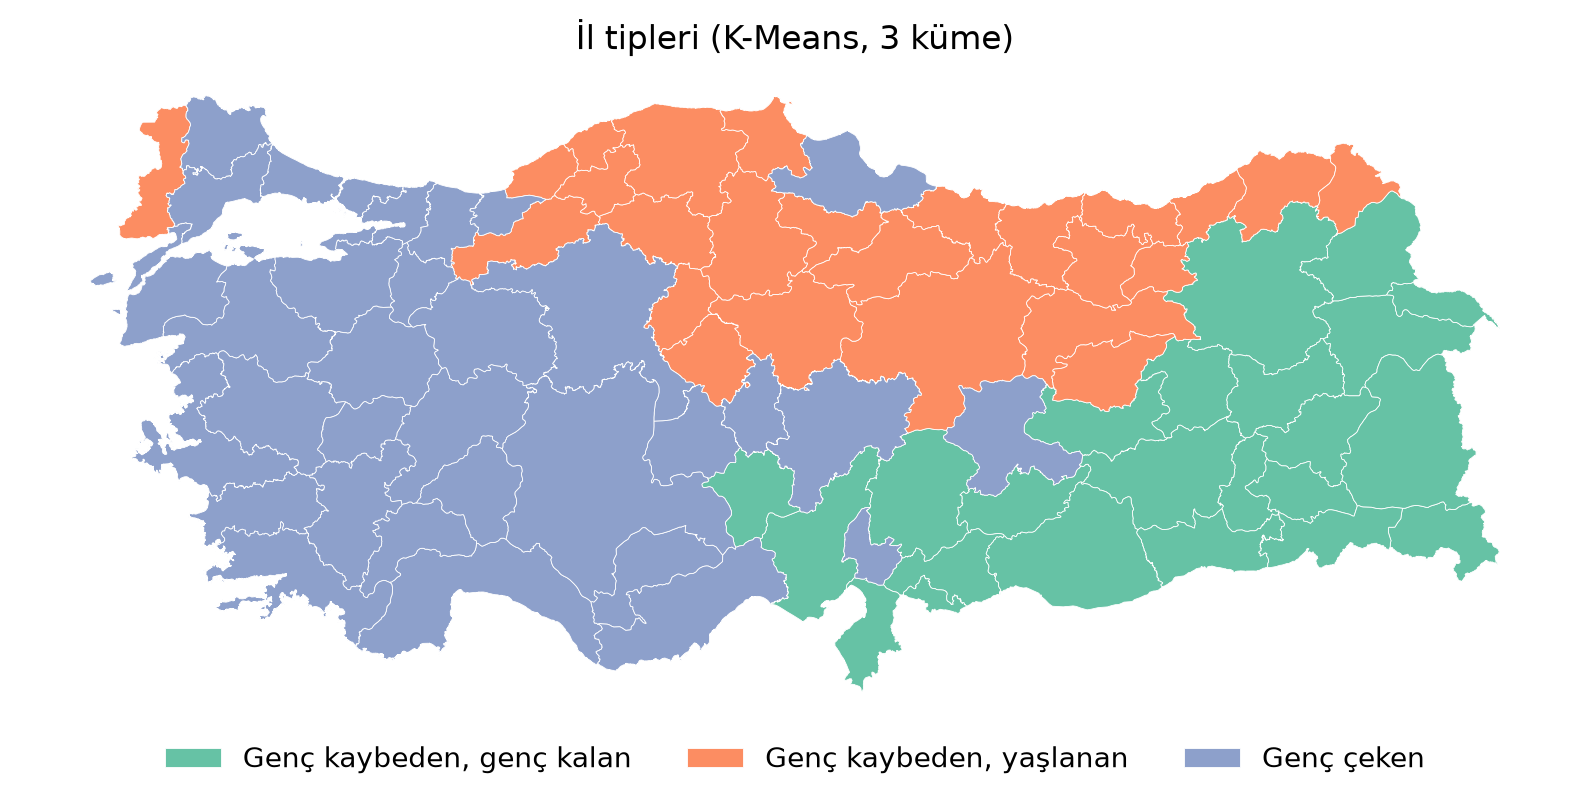 İl tipleri (K-Means, 3 küme)
Genç kaybeden, genç kalan
Genç kaybeden, yaşlanan
Genç çeken